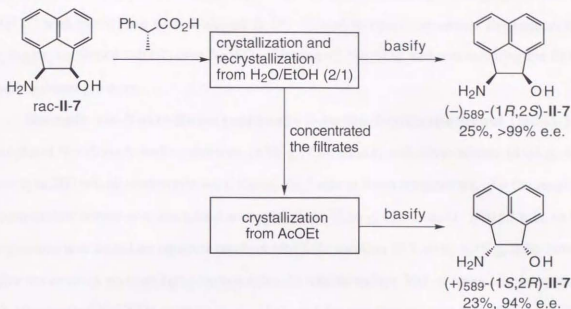 Ph
CO2H
crystallization and
recrystallization
from H2O/EtOH (2/1)
basify
H2N
OH
rac-II-7
H2N
OH
(−)589-(1R,2S)-II-7
25%, >99% e.e.
concentrated
the filtrates
crystallization
from AcOEt
basify
H2N
OH
(+)589-(1S,2R)-II-7
23%, 94% e.e.